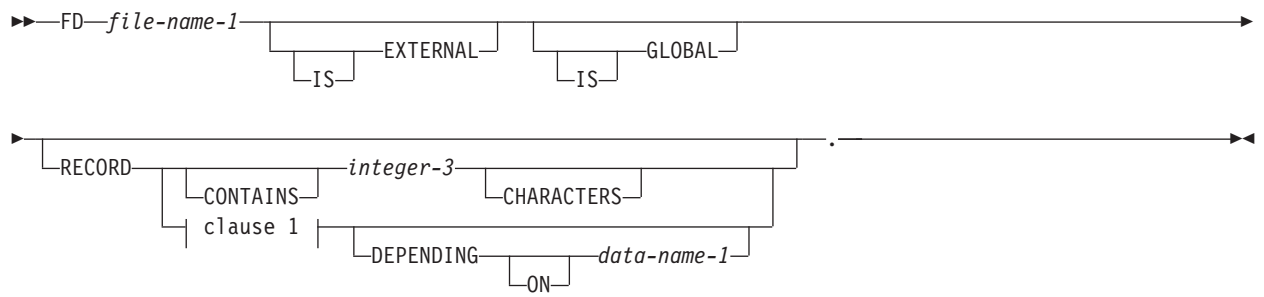 FD file-name-1 EXTERNAL GLOBAL
IS IS
.
RECORD integer-3
CONTAINS CHARACTERS
clause 1
DEPENDING data-name-1
ON